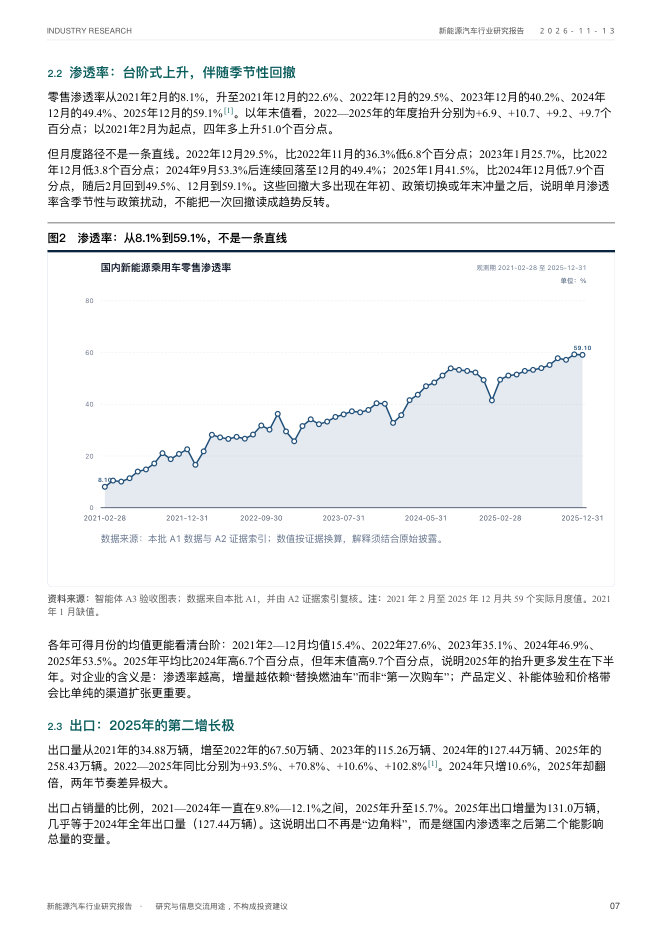 INDUSTRY RESEARCH
新能源汽车行业研究报告 2026-11-13
2.2 渗透率：台阶式上升，伴随季节性回撤
零售渗透率从2021年2月的8.1%，升至2021年12月的22.6%、2022年12月的29.5%、2023年12月的40.2%、2024年
12月的49.4%、2025年12月的59.1%[1]。以年末值看，2022—2025年的年度抬升分别为+6.9、+10.7、+9.2、+9.7个
百分点；以2021年2月为起点，四年多上升51.0个百分点。
但月度路径不是一条直线。2022年12月29.5%，比2022年11月的36.3%低6.8个百分点；2023年1月25.7%，比2022
年12月低3.8个百分点；2024年9月53.3%后连续回落至12月的49.4%；2025年1月41.5%，比2024年12月低7.9个百
分点，随后2月回到49.5%、12月到59.1%。这些回撤大多出现在年初、政策切换或年末冲量之后，说明单月渗透
率含季节性与政策扰动，不能把一次回撤读成趋势反转。
图2 渗透率：从8.1%到59.1%，不是一条直线
国内新能源乘用车零售渗透率
观测期 2021-02-28 至 2025-12-31
单位：%
80
60
40
20
0
59.10
8.10
2021-02-28 2021-12-31 2022-09-30 2023-07-31 2024-05-31 2025-02-28 2025-12-31
数据来源：本批 A1 数据与 A2 证据索引；数值按证据换算，解释须结合原始披露。
资料来源：智能体 A3 验收图表；数据来自本批 A1，并由 A2 证据索引复核。注：2021 年 2 月至 2025 年 12 月共 59 个实际月度值。2021
年 1 月缺值。
各年可得月份的均值更能看清台阶：2021年2—12月均值15.4%、2022年27.6%、2023年35.1%、2024年46.9%、
2025年53.5%。2025年平均比2024年高6.7个百分点，但年末值高9.7个百分点，说明2025年的抬升更多发生在下半
年。对企业的含义是：渗透率越高，增量越依赖“替换燃油车”而非“第一次购车”；产品定义、补能体验和价格带
会比单纯的渠道扩张更重要。
2.3 出口：2025年的第二增长极
出口量从2021年的34.88万辆，增至2022年的67.50万辆、2023年的115.26万辆、2024年的127.44万辆、2025年的
258.43万辆。2022—2025年同比分别为+93.5%、+70.8%、+10.6%、+102.8%[1]。2024年只增10.6%，2025年却翻
倍，两年节奏差异极大。
出口占销量的比例，2021—2024年一直在9.8%—12.1%之间，2025年升至15.7%。2025年出口增量为131.0万辆，
几乎等于2024年全年出口量（127.44万辆）。这说明出口不再是“边角料”，而是继国内渗透率之后第二个能影响
总量的变量。
新能源汽车行业研究报告 · 研究与信息交流用途，不构成投资建议
07